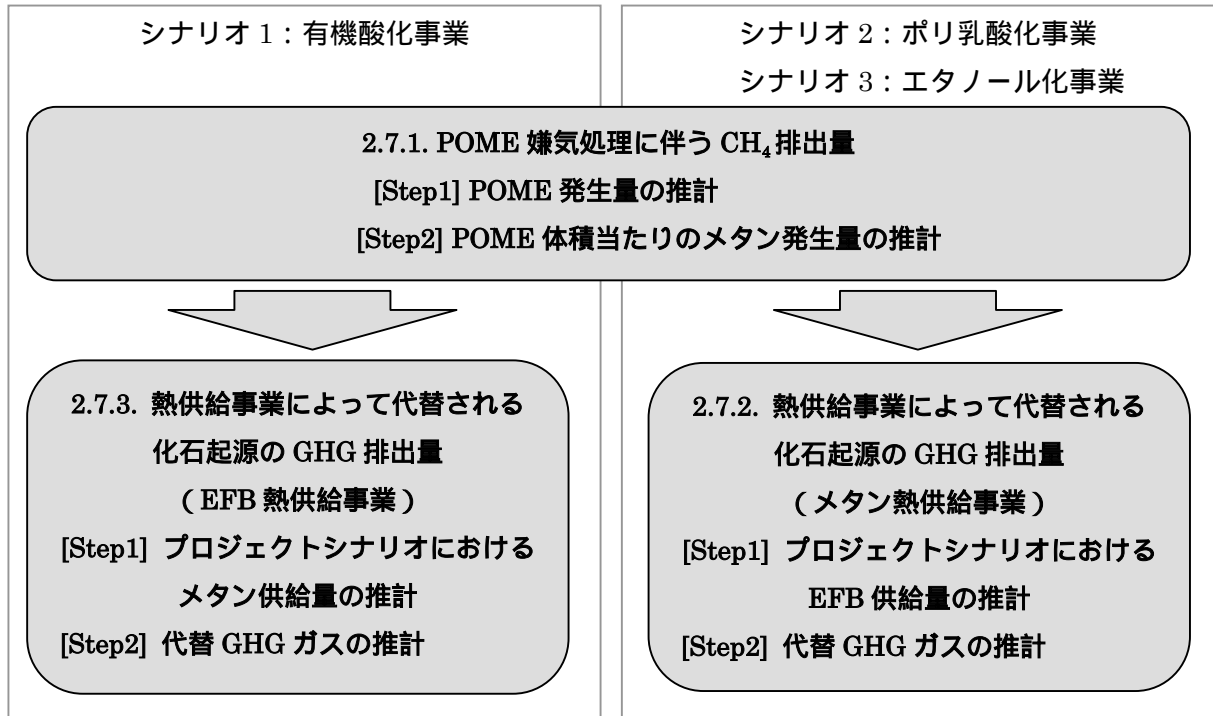 シナリオ 1：有機酸化事業
シナリオ 2：ポリ乳酸化事業
シナリオ 3：エタノール化事業
2.7.1. POME 嫌気処理に伴う CH₄ 排出量
[Step1] POME 発生量の推計
[Step2] POME 体積当たりのメタン発生量の推計
2.7.3. 熱供給事業によって代替される
化石起源の GHG 排出量
（EFB 熱供給事業）
[Step1] プロジェクトシナリオにおける
メタン供給量の推計
[Step2] 代替 GHG ガスの推計
2.7.2. 熱供給事業によって代替される
化石起源の GHG 排出量
（メタン熱供給事業）
[Step1] プロジェクトシナリオにおける
EFB 供給量の推計
[Step2] 代替 GHG ガスの推計